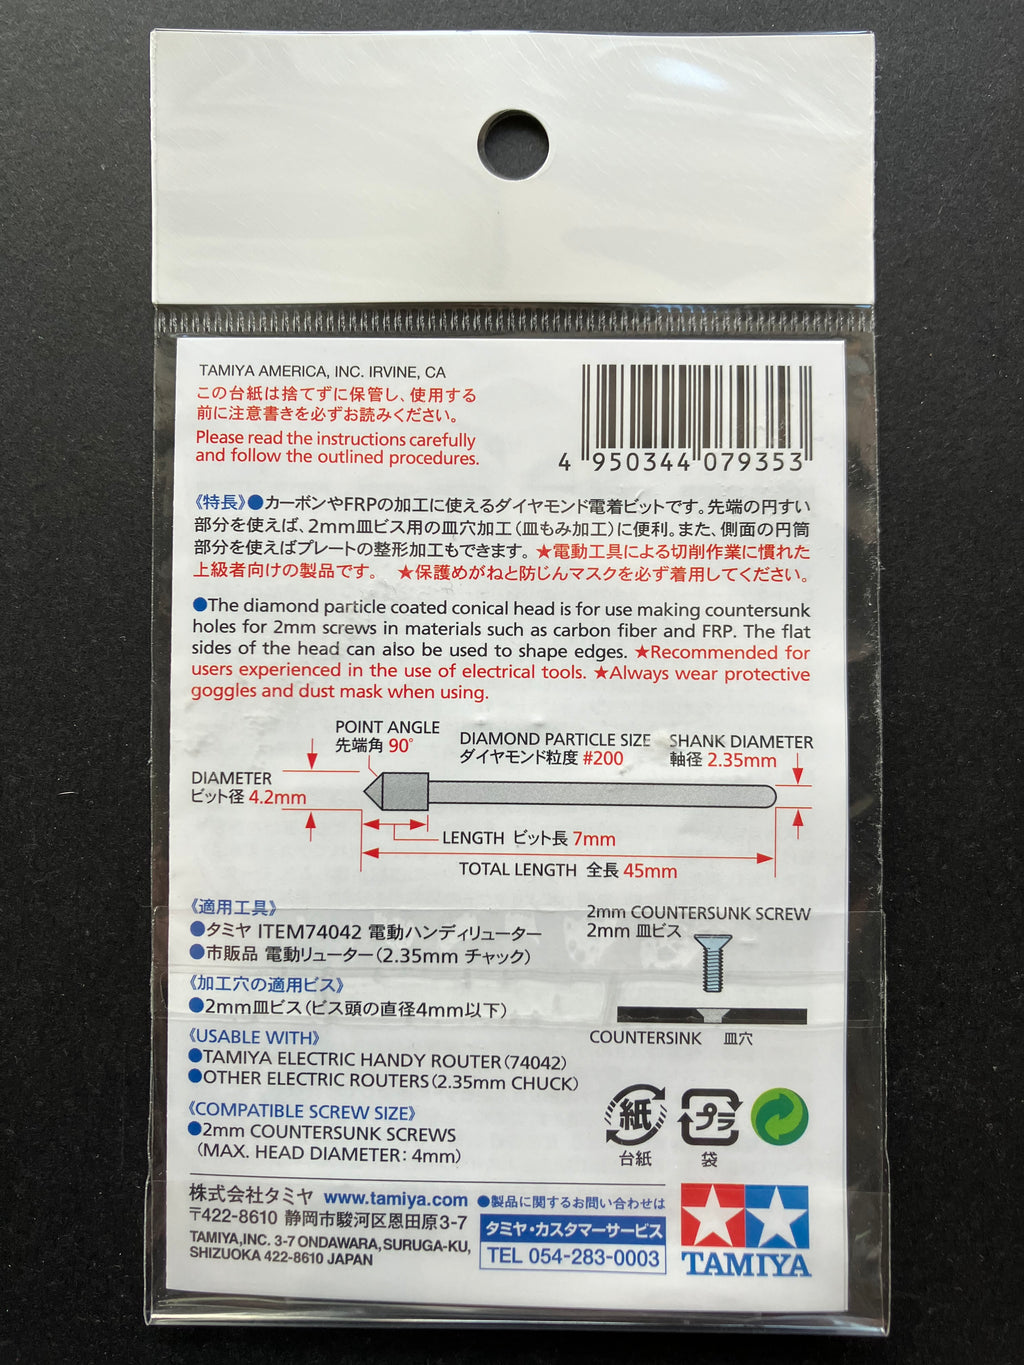 TAMIYA AMERICA, INC. IRVINE, CA
この台紙は捨てずに保管し、使用する
前に注意書きを必ずお読みください。
Please read the instructions carefully
and follow the outlined procedures.
4 950344 079353
《特長》●カーボンやFRPの加工に使えるダイヤモンド電着ビットです。先端の円すい
部分を使えば、2mm皿ビス用の皿穴加工（皿もみ加工）に便利。また、側面の円筒
部分を使えばプレートの整形加工もできます。★電動工具による切削作業に慣れた
上級者向けの製品です。 ★保護めがねと防じんマスクを必ず着用してください。
●The diamond particle coated conical head is for use making countersunk
holes for 2mm screws in materials such as carbon fiber and FRP. The flat
sides of the head can also be used to shape edges. ★Recommended for
users experienced in the use of electrical tools. ★Always wear protective
goggles and dust mask when using.
POINT ANGLE
先端角 90°
DIAMOND PARTICLE SIZE
ダイヤモンド粒度 #200
SHANK DIAMETER
軸径 2.35mm
DIAMETER
ビット径 4.2mm
LENGTH ビット長 7mm
TOTAL LENGTH 全長 45mm
《適用工具》
●タミヤ ITEM74042 電動ハンディリューター
●市販品 電動リューター（2.35mm チャック）
《加工穴の適用ビス》
●2mm皿ビス（ビス頭の直径4mm以下）
《USABLE WITH》
●TAMIYA ELECTRIC HANDY ROUTER（74042）
●OTHER ELECTRIC ROUTERS（2.35mm CHUCK）
《COMPATIBLE SCREW SIZE》
●2mm COUNTERSUNK SCREWS
（MAX. HEAD DIAMETER: 4mm）
2mm COUNTERSUNK SCREW
2mm 皿ビス
COUNTERSINK 皿穴
紙
台紙
プラ
袋
株式会社タミヤ www.tamiya.com
〒422-8610 静岡市駿河区恩田原3-7
TAMIYA,INC. 3-7 ONDAWARA, SURUGA-KU,
SHIZUOKA 422-8610 JAPAN
●製品に関するお問い合わせは
タミヤ・カスタマーサービス
TEL 054-283-0003
TAMIYA